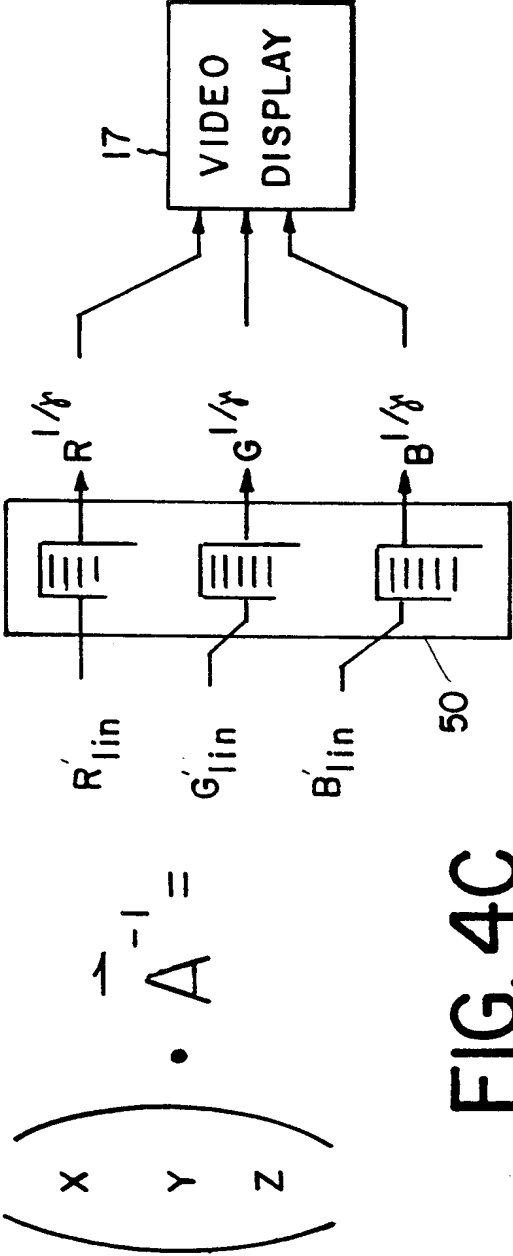 ( X
Y
Z ) · A⃗ ⁻¹ =
R′lin
G′lin
B′lin
50
R 1/γ
G 1/γ
B 1/γ
17
VIDEO
DISPLAY
FIG. 4C